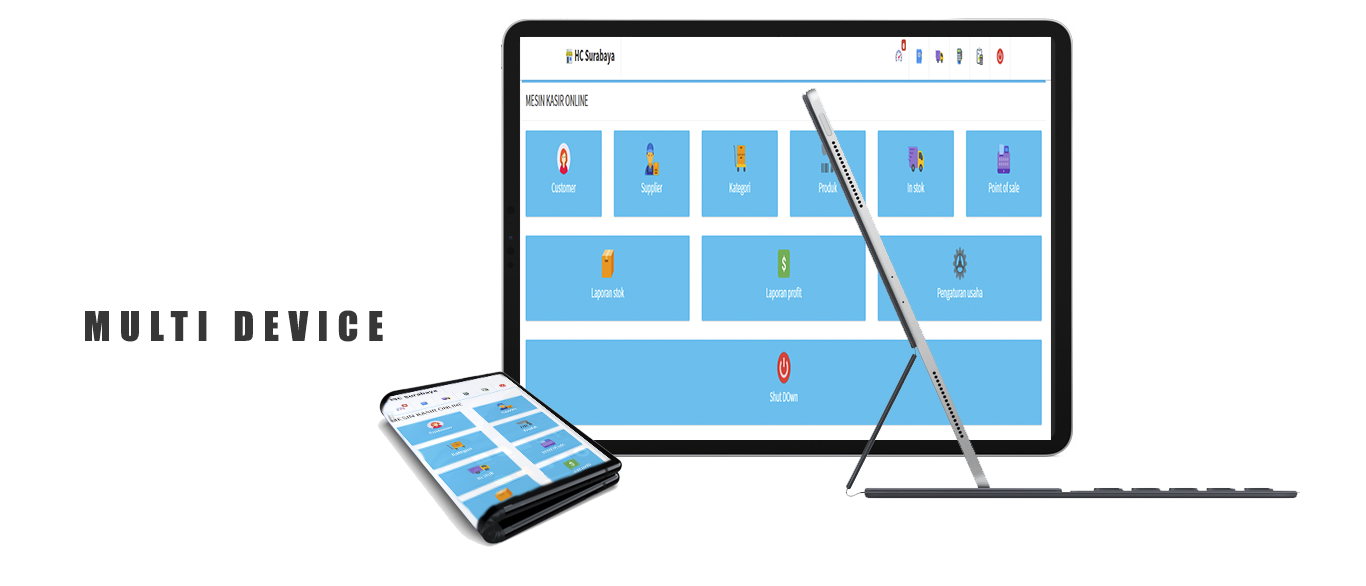 HC Surabaya
MESIN KASIR ONLINE
Customer
Supplier
Kategori
Produk
In stok
Point of sale
Laporan stok
Laporan profit
Pengaturan usaha
Shut DOwn
MULTI DEVICE
HC Surabaya
MESIN KASIR ONLINE